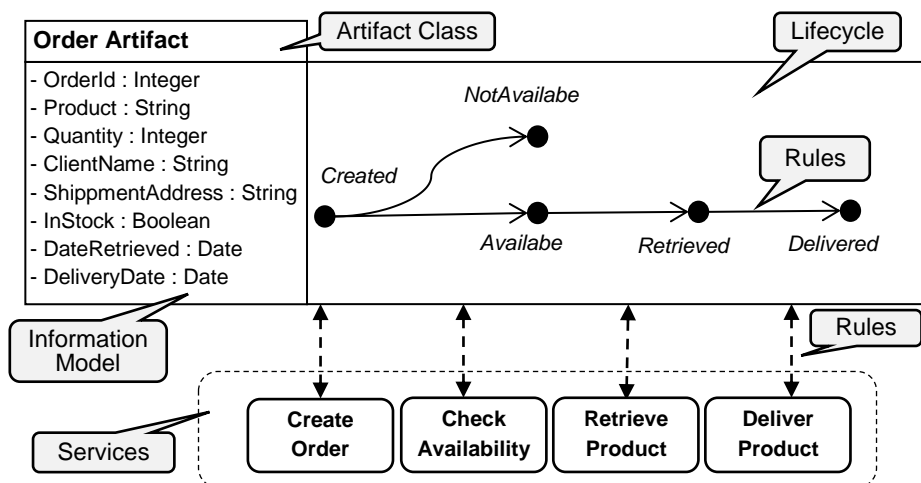 Order Artifact
Artifact Class
Lifecycle
- OrderId : Integer
- Product : String
- Quantity : Integer
- ClientName : String
- ShippmentAddress : String
- InStock : Boolean
- DateRetrieved : Date
- DeliveryDate : Date
NotAvailabe
Created
Rules
Availabe
Retrieved
Delivered
Information
Model
Rules
Services
Create
Order
Check
Availability
Retrieve
Product
Deliver
Product